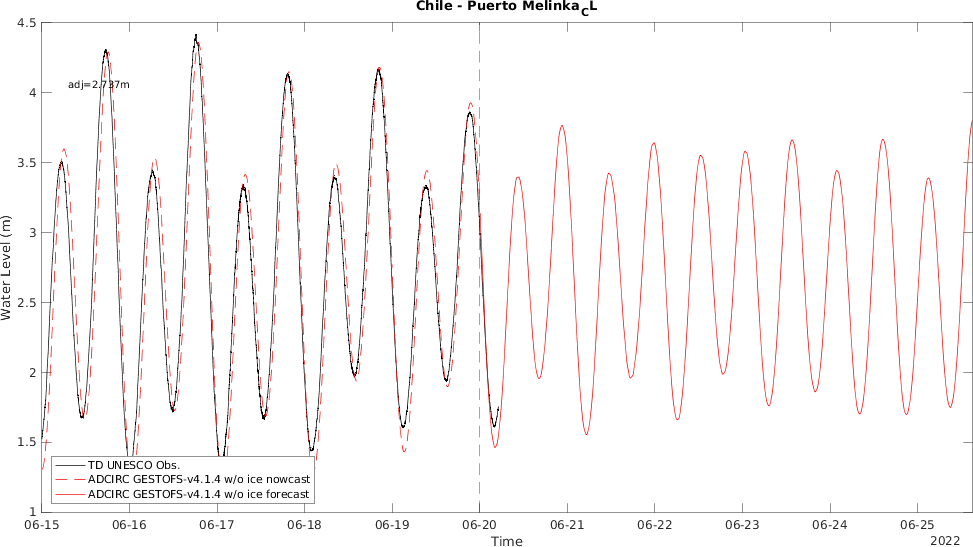 Chile - Puerto Melinka_CL
4.5
4
3.5
3
2.5
2
1.5
1
Water Level (m)
adj=2.737m
TD UNESCO Obs.
ADCIRC GESTOFS-v4.1.4 w/o ice nowcast
ADCIRC GESTOFS-v4.1.4 w/o ice forecast
06-15 06-16 06-17 06-18 06-19 06-20 06-21 06-22 06-23 06-24 06-25
Time
2022